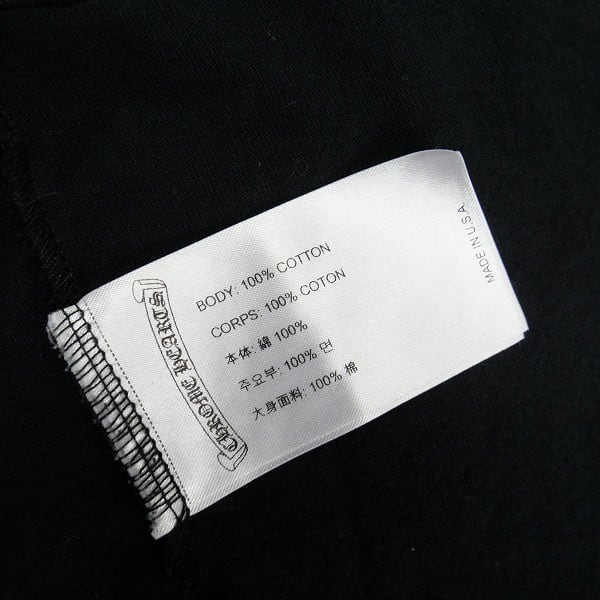 CHROME HEARTS
BODY: 100% COTTON
CORPS: 100% COTON
本体: 綿 100%
주요부: 100% 면
大身面料: 100% 棉
MADE IN U.S.A.